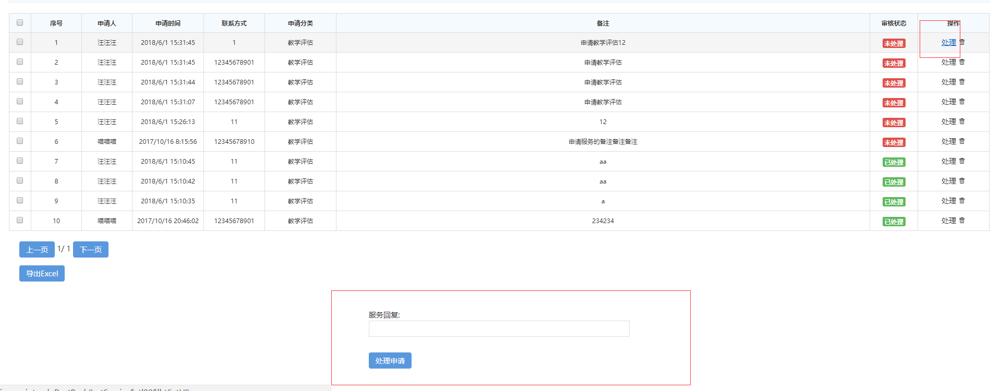 序号 申请人 申请时间 联系方式 申请分类 备注 审核状态 操作
1 汪汪汪 2018/6/1 15:31:45 1 教学评估 申请教学评估12 未处理 处理
2 汪汪汪 2018/6/1 15:31:45 12345678901 教学评估 申请教学评估 未处理 处理
3 汪汪汪 2018/6/1 15:31:44 12345678901 教学评估 申请教学评估 未处理 处理
4 汪汪汪 2018/6/1 15:31:07 12345678901 教学评估 申请教学评估 未处理 处理
5 汪汪汪 2018/6/1 15:26:13 11 教学评估 12 未处理 处理
6 喵喵喵 2017/10/16 8:15:56 12345678910 教学评估 申请服务的备注备注备注 未处理 处理
7 汪汪汪 2018/6/1 15:10:45 11 教学评估 aa 已处理 处理
8 汪汪汪 2018/6/1 15:10:42 11 教学评估 aa 已处理 处理
9 汪汪汪 2018/6/1 15:10:35 11 教学评估 a 已处理 处理
10 喵喵喵 2017/10/16 20:46:02 12345678901 教学评估 234234 已处理 处理
上一页 1/ 1 下一页
导出Excel
服务回复:
处理申请